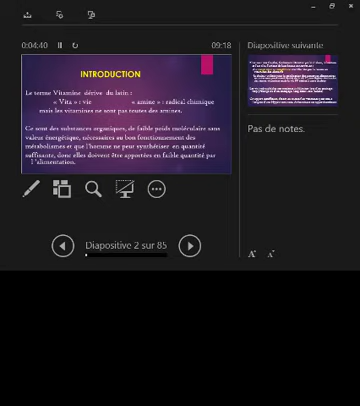 0:04:40
09:18
Diapositive suivante
INTRODUCTION
Le terme Vitamine dérive du latin :
« Vita » : vie « amine » : radical chimique
mais les vitamines ne sont pas toutes des amines.
Ce sont des substances organiques, de faible poids moléculaire sans
valeur énergétique, nécessaires au bon fonctionnement des
métabolismes et que l'homme ne peut synthétiser en quantité
suffisante, donc elles doivent être apportées en faible quantité par
l'alimentation.
Pas de notes.
Diapositive 2 sur 85
A A